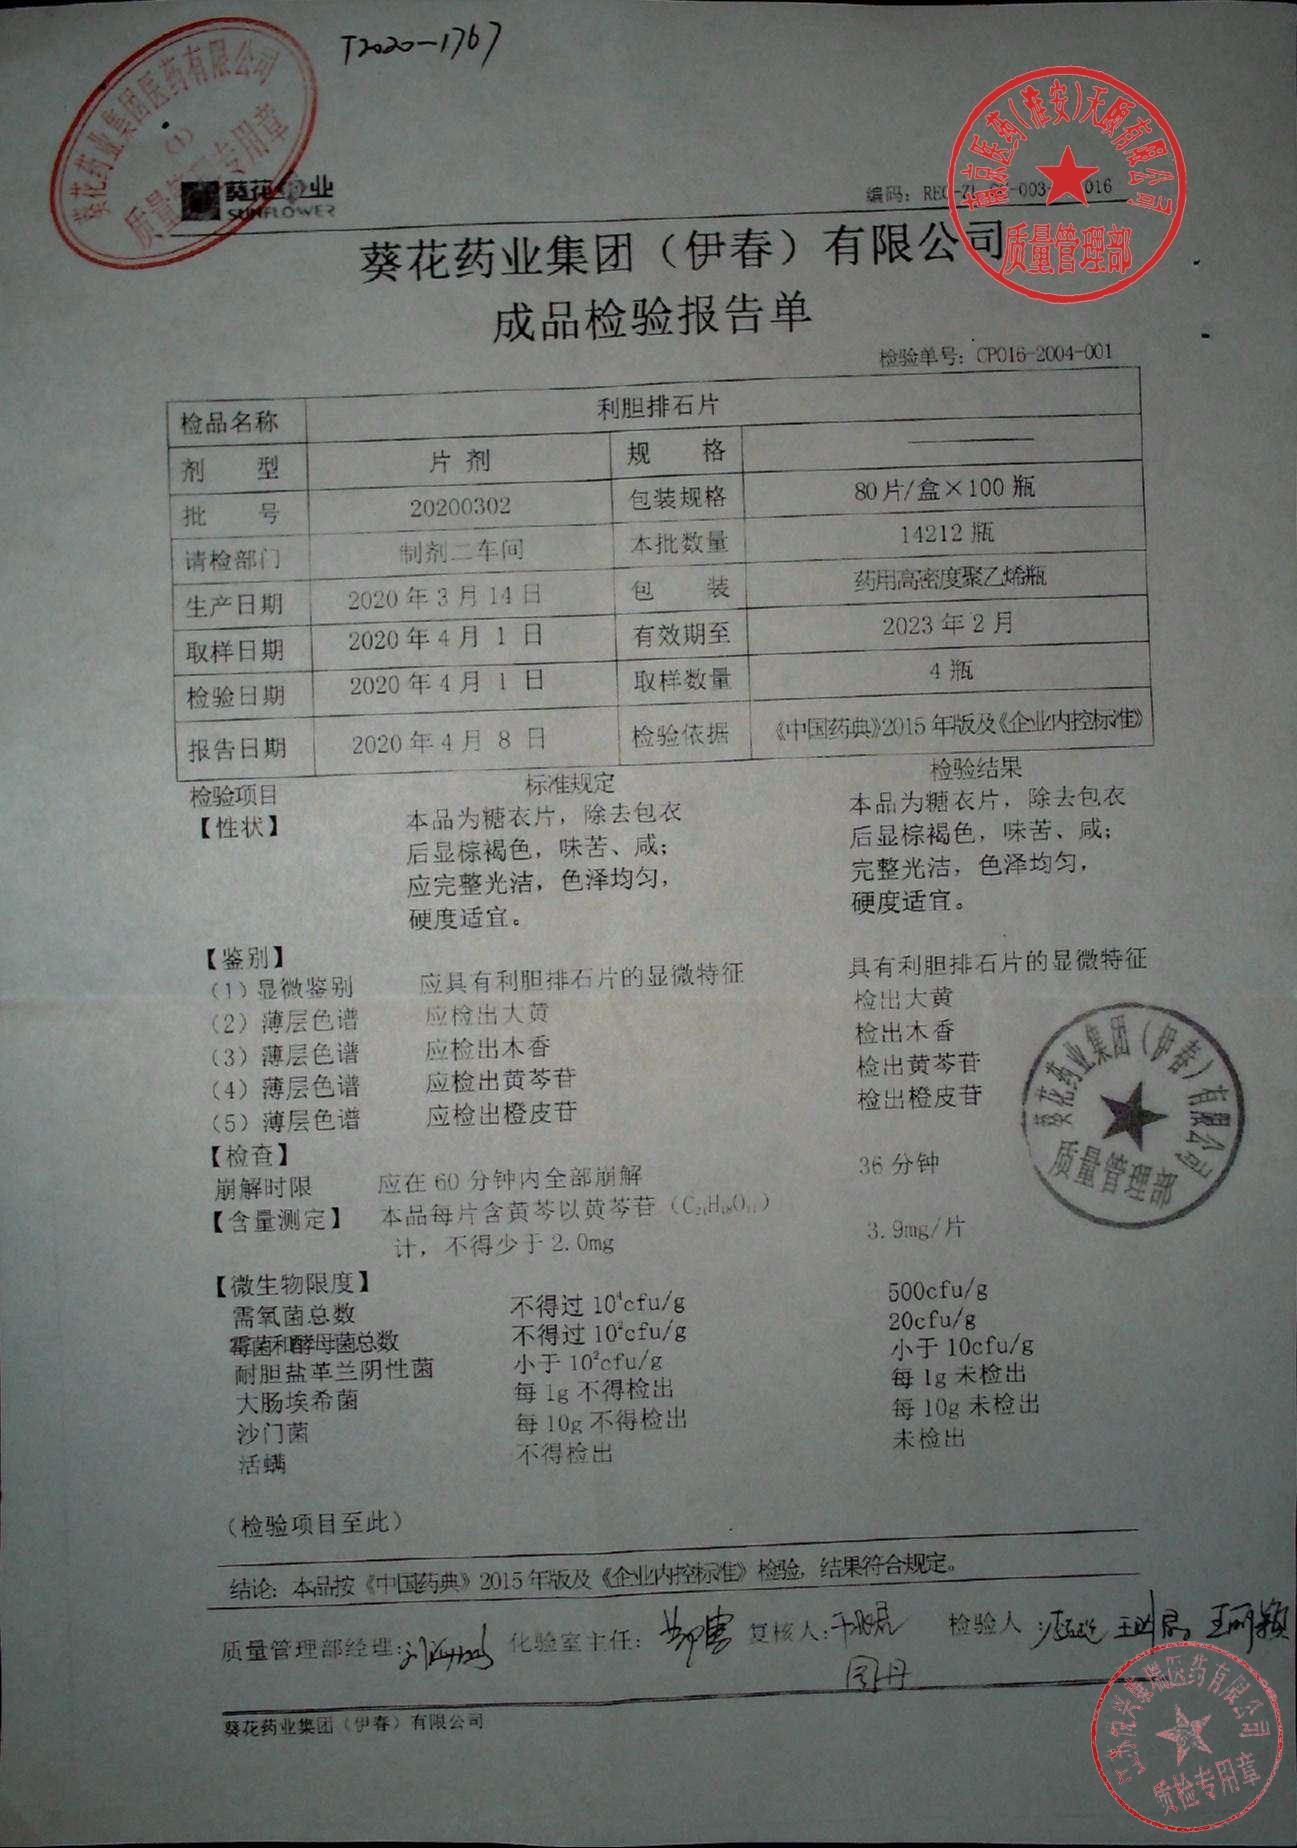 T2020-1767
葵花药业集团医药有限公司
(1)
质量管理专用章
葵花药业
SUNFLOWER
南京医药(淮安)天颐有限公司
质量管理部
编码：REC-ZL
-003-
016
葵花药业集团（伊春）有限公司
成品检验报告单
检验单号：CP016-2004-001
检品名称 利胆排石片
剂 型 片 剂 规 格 ————
批 号 20200302 包装规格 80片/盒×100瓶
请检部门 制剂二车间 本批数量 14212瓶
生产日期 2020年3月14日 包 装 药用高密度聚乙烯瓶
取样日期 2020年4月1日 有效期至 2023年2月
检验日期 2020年4月1日 取样数量 4瓶
报告日期 2020年4月8日 检验依据 《中国药典》2015年版及《企业内控标准》
检验项目 标准规定 检验结果
【性状】 本品为糖衣片，除去包衣 本品为糖衣片，除去包衣
后显棕褐色，味苦、咸； 后显棕褐色，味苦、咸；
应完整光洁，色泽均匀， 完整光洁，色泽均匀，
硬度适宜。 硬度适宜。
【鉴别】
(1)显微鉴别 应具有利胆排石片的显微特征 具有利胆排石片的显微特征
(2)薄层色谱 应检出大黄 检出大黄
(3)薄层色谱 应检出木香 检出木香
(4)薄层色谱 应检出黄芩苷 检出黄芩苷
(5)薄层色谱 应检出橙皮苷 检出橙皮苷
【检查】
崩解时限 应在60分钟内全部崩解 36分钟
【含量测定】 本品每片含黄芩以黄芩苷（C₂₁H₁₈O₁₁）
计，不得少于2.0mg 3.9mg/片
【微生物限度】
需氧菌总数 不得过10⁴cfu/g 500cfu/g
霉菌和酵母菌总数 不得过10²cfu/g 20cfu/g
耐胆盐革兰阴性菌 小于10²cfu/g 小于10cfu/g
大肠埃希菌 每1g不得检出 每1g未检出
沙门菌 每10g不得检出 每10g未检出
活螨 不得检出 未检出
葵花药业集团（伊春）有限公司
质量管理部
（检验项目至此）
结论：本品按《中国药典》2015年版及《企业内控标准》检验，结果符合规定。
质量管理部经理： 化验室主任： 复核人： 检验人 王丽颖
周丹
葵花药业集团（伊春）有限公司
医药有限公司
质检专用章